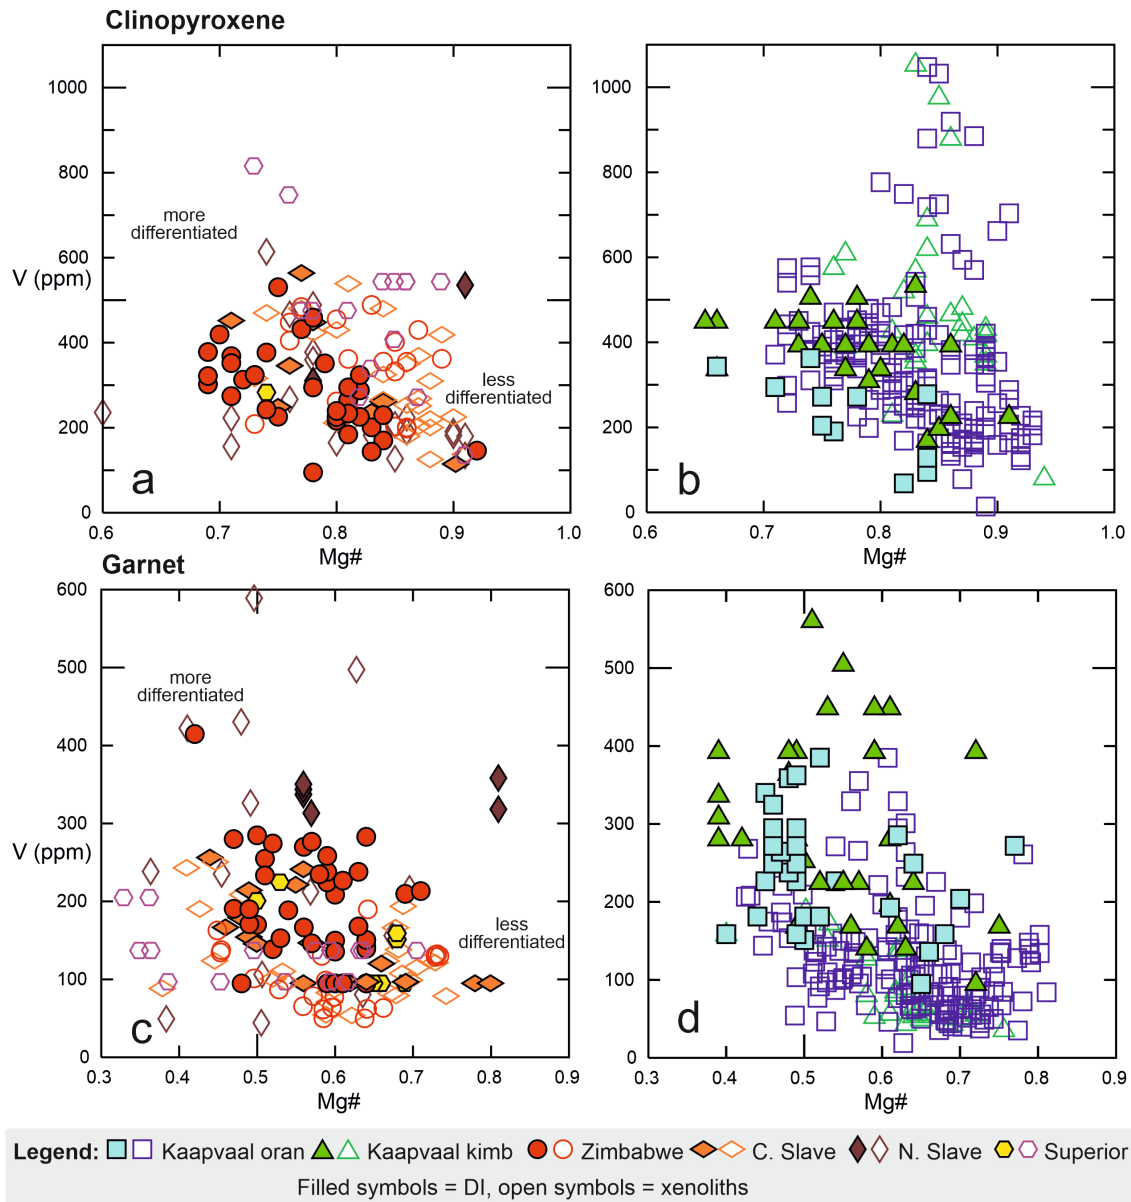 Clinopyroxene
1000
800
more
differentiated
600
V (ppm)
400
less
differentiated
200
a
0
0.6 0.7 0.8 0.9 1.0
Mg#
1000
800
600
400
200
b
0
0.6 0.7 0.8 0.9 1.0
Mg#
Garnet
600
500
more
differentiated
400
300
V (ppm)
200
less
differentiated
100
c
0
0.3 0.4 0.5 0.6 0.7 0.8 0.9
Mg#
600
500
400
300
200
100
d
0
0.3 0.4 0.5 0.6 0.7 0.8 0.9
Mg#
Legend: Kaapvaal oran Kaapvaal kimb Zimbabwe C. Slave N. Slave Superior
Filled symbols = DI, open symbols = xenoliths